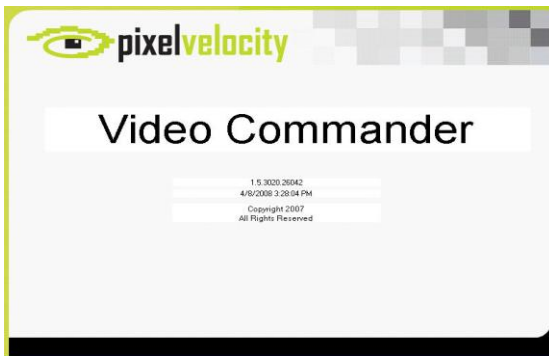 pixelvelocity
Video Commander
1.5.3020.26042
4/8/2008 3:28:04 PM
Copyright 2007
All Rights Reserved